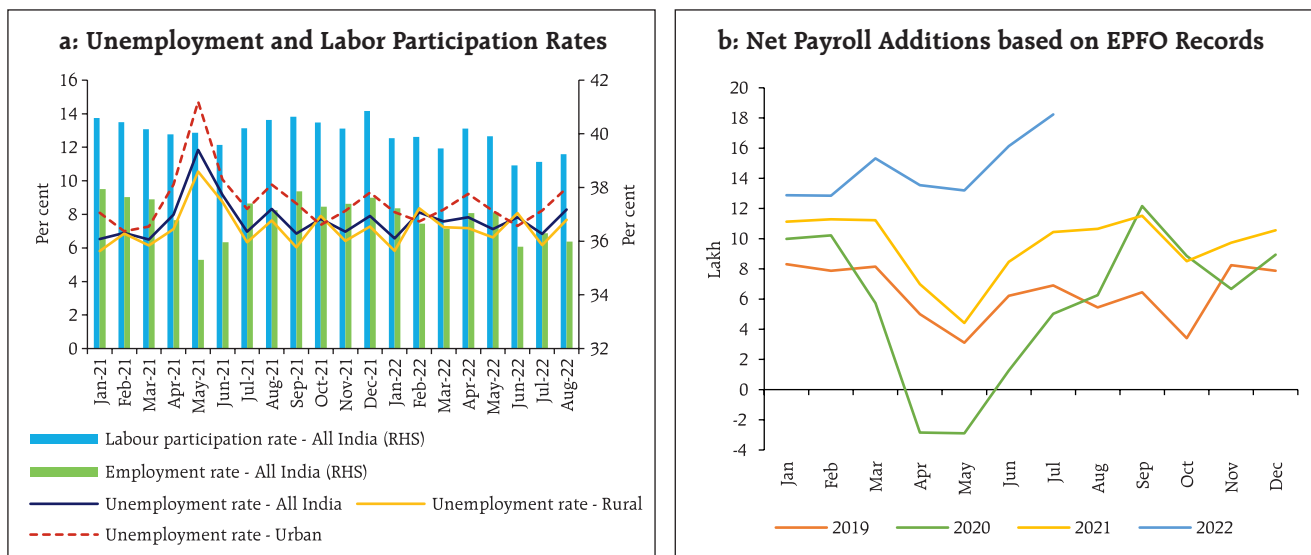 a: Unemployment and Labor Participation Rates
16
14
12
10
8
6
4
2
0
Per cent
42
40
38
36
34
32
Per cent
Jan-21
Feb-21
Mar-21
Apr-21
May-21
Jun-21
Jul-21
Aug-21
Sep-21
Oct-21
Nov-21
Dec-21
Jan-22
Feb-22
Mar-22
Apr-22
May-22
Jun-22
Jul-22
Aug-22
Labour participation rate - All India (RHS)
Employment rate - All India (RHS)
Unemployment rate - All India
Unemployment rate - Rural
Unemployment rate - Urban
b: Net Payroll Additions based on EPFO Records
20
18
16
14
12
10
8
6
4
2
0
-2
-4
Lakh
Jan
Feb
Mar
Apr
May
Jun
Jul
Aug
Sep
Oct
Nov
Dec
2019
2020
2021
2022